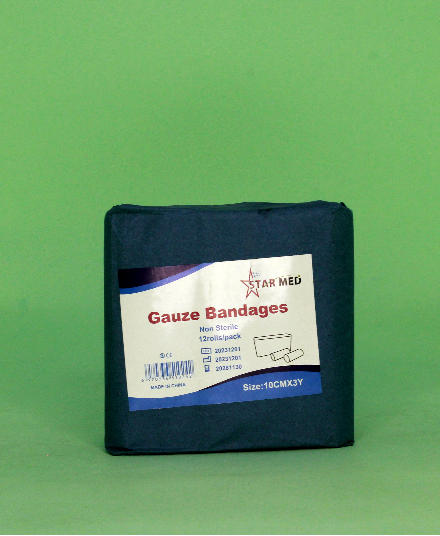 STAR MED
Gauze Bandages
Non Sterile
12rolls/pack
20231201
20231201
20281130
MADE IN CHINA
Size:10CMX3Y